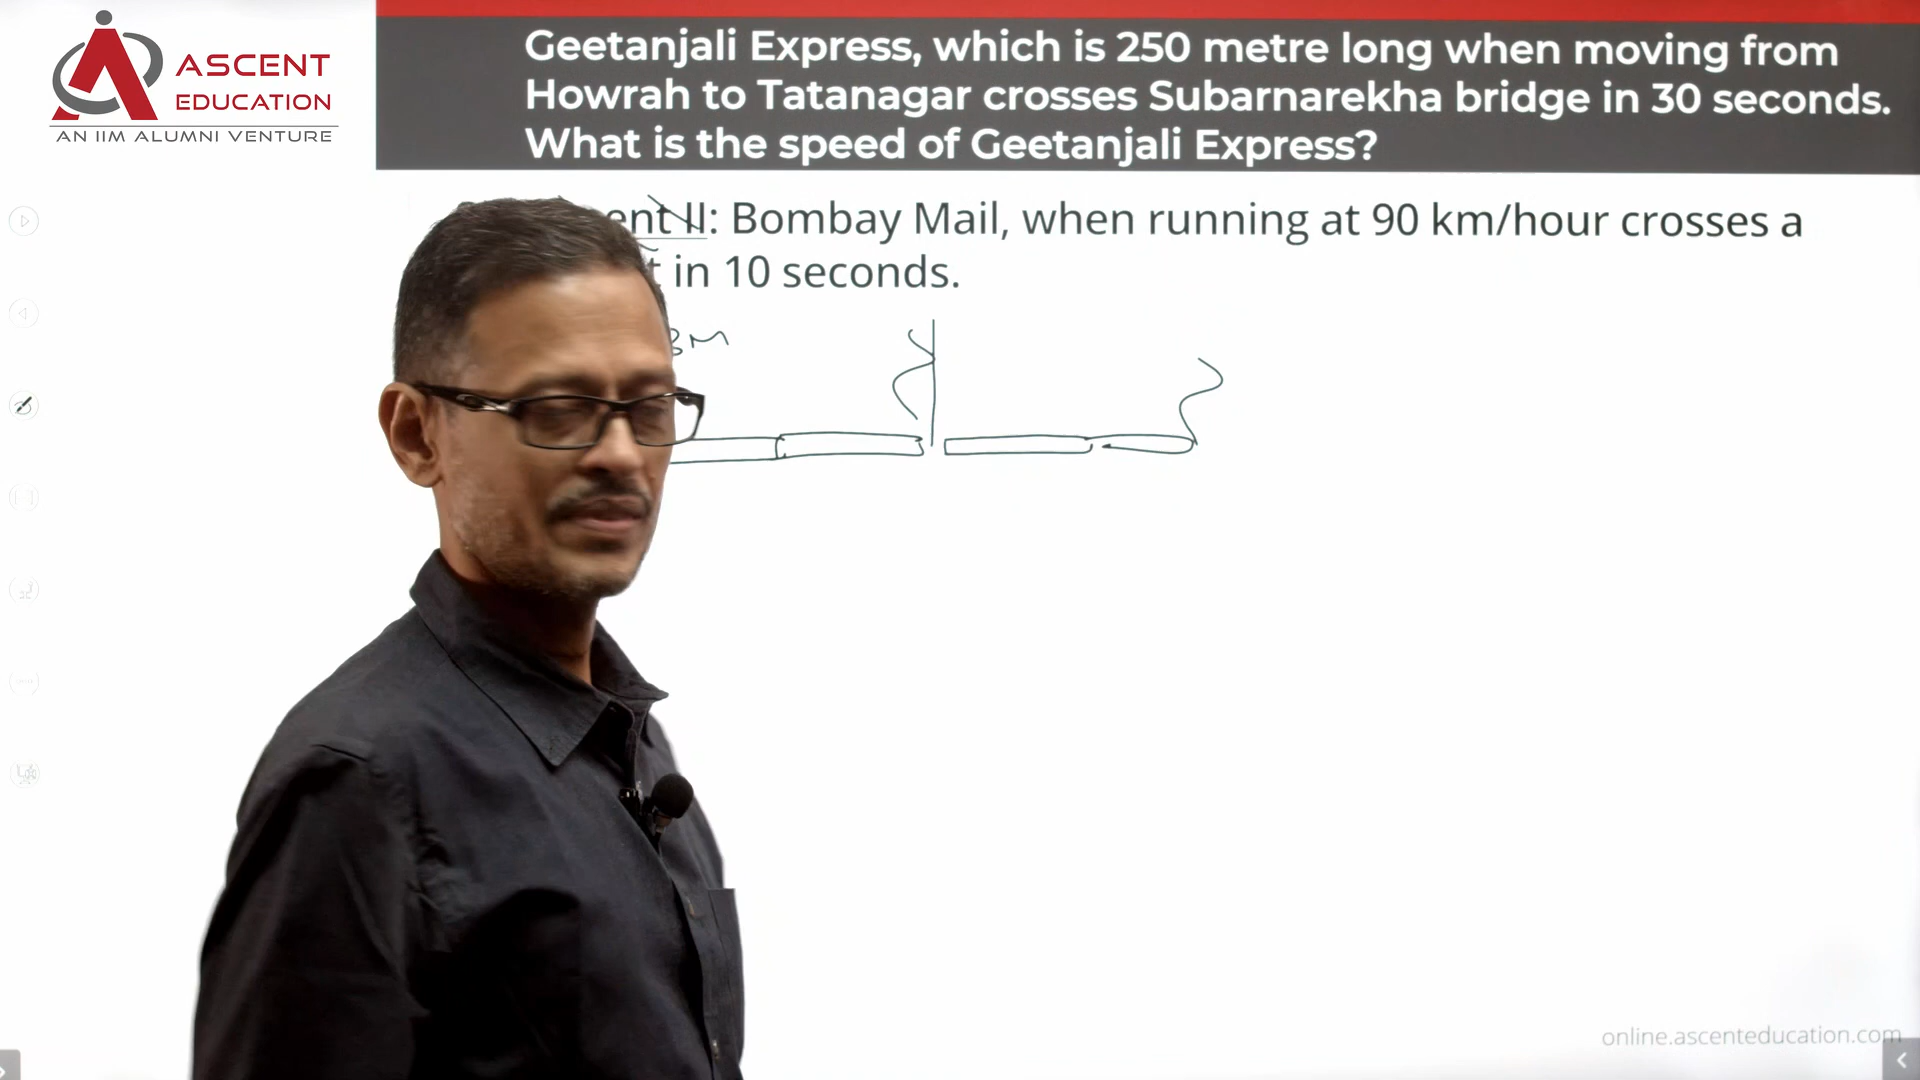 ASCENT
EDUCATION
AN IIM ALUMNI VENTURE
Geetanjali Express, which is 250 metre long when moving from
Howrah to Tatanagar crosses Subarnarekha bridge in 30 seconds.
What is the speed of Geetanjali Express?
II: Bombay Mail, when running at 90 km/hour crosses a
in 10 seconds.
BM
online.ascenteducation.com